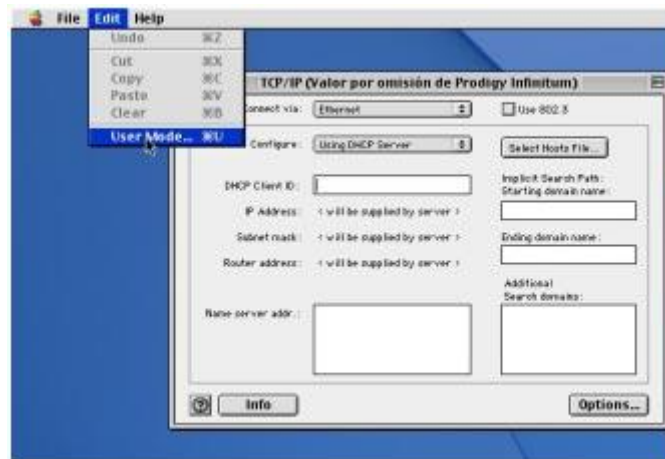 File Edit Help
Undo ⌘Z
Cut ⌘X
Copy ⌘C
Paste ⌘V
Clear ⌘B
User Mode... ⌘U
TCP/IP (Valor por omisión de Prodigy Infinitum)
Connect via: Ethernet
Use 802.3
Configure: Using DHCP Server
Select Hosts File...
DHCP Client ID:
Implicit Search Path:
Starting domain name:
IP Address: < will be supplied by server >
Subnet mask: < will be supplied by server >
Ending domain name:
Router address: < will be supplied by server >
Additional
Search domains:
Name server addr.:
Info
Options...